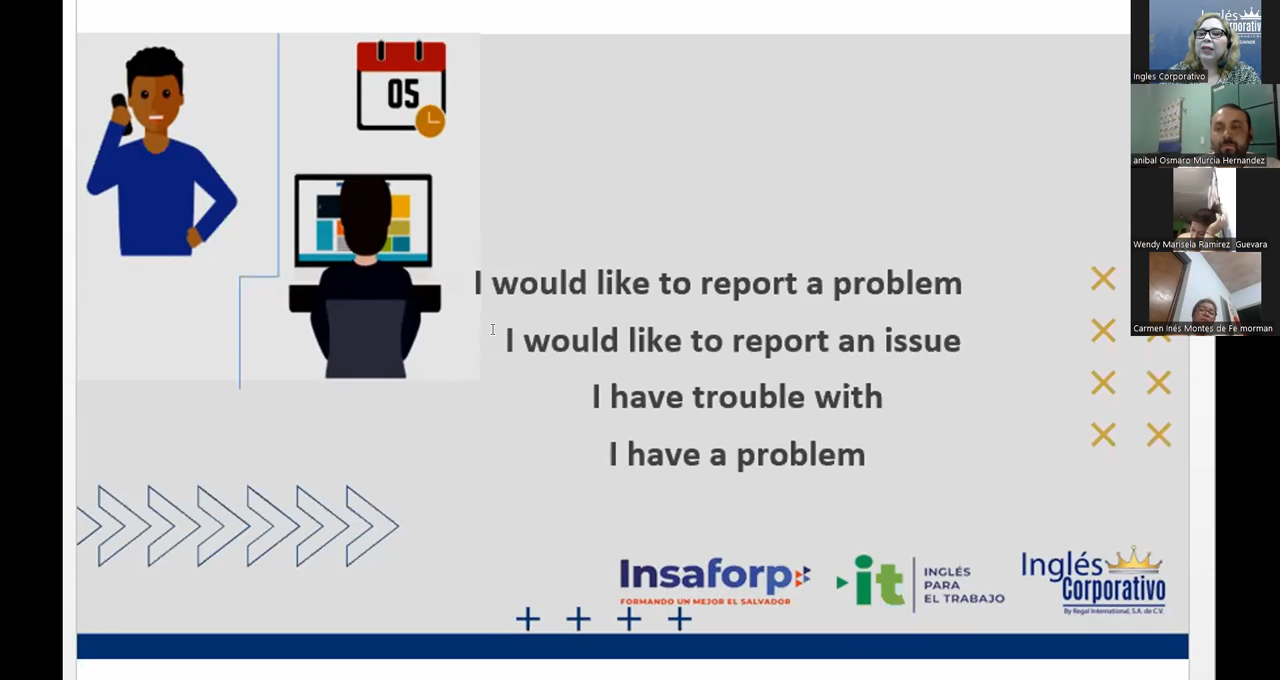 05
I would like to report a problem
I would like to report an issue
I have trouble with
I have a problem
Insaforp
FORMANDO UN MEJOR EL SALVADOR
it
INGLÉS
PARA
EL TRABAJO
Inglés
Corporativo
By Regal International, S.A. de C.V.
Inglés
Ingles Corporativo
anibal Osmaro Murcia Hernandez
Wendy Marisela Ramirez Guevara
Carmen Inés Montes de Fe morman